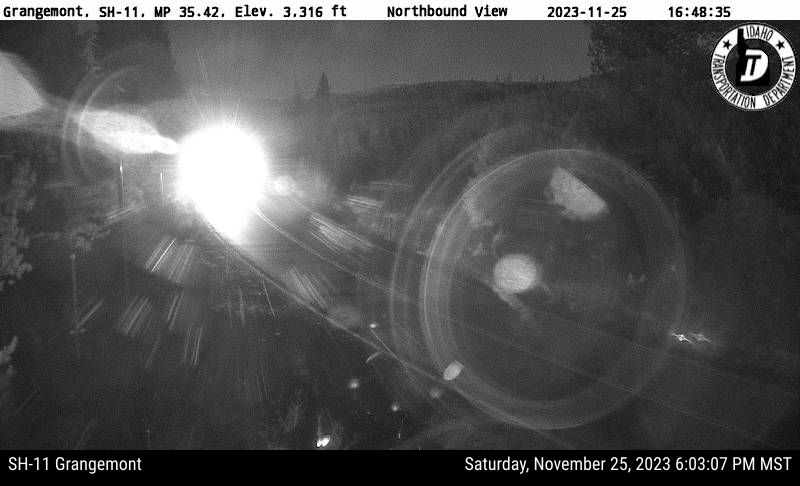 Grangemont, SH-11, MP 35.42, Elev. 3,316 ft Northbound View 2023-11-25 16:48:35
IDAHO
TRANSPORTATION DEPARTMENT
SH-11 Grangemont Saturday, November 25, 2023 6:03:07 PM MST